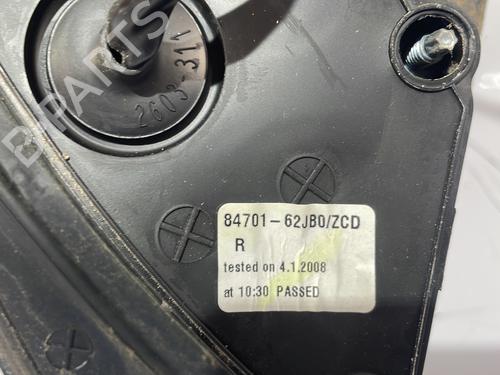 B-PARTS
2603-311
84701-62JB0/ZCD
R
tested on 4.1.2008
at 10:30 PASSED